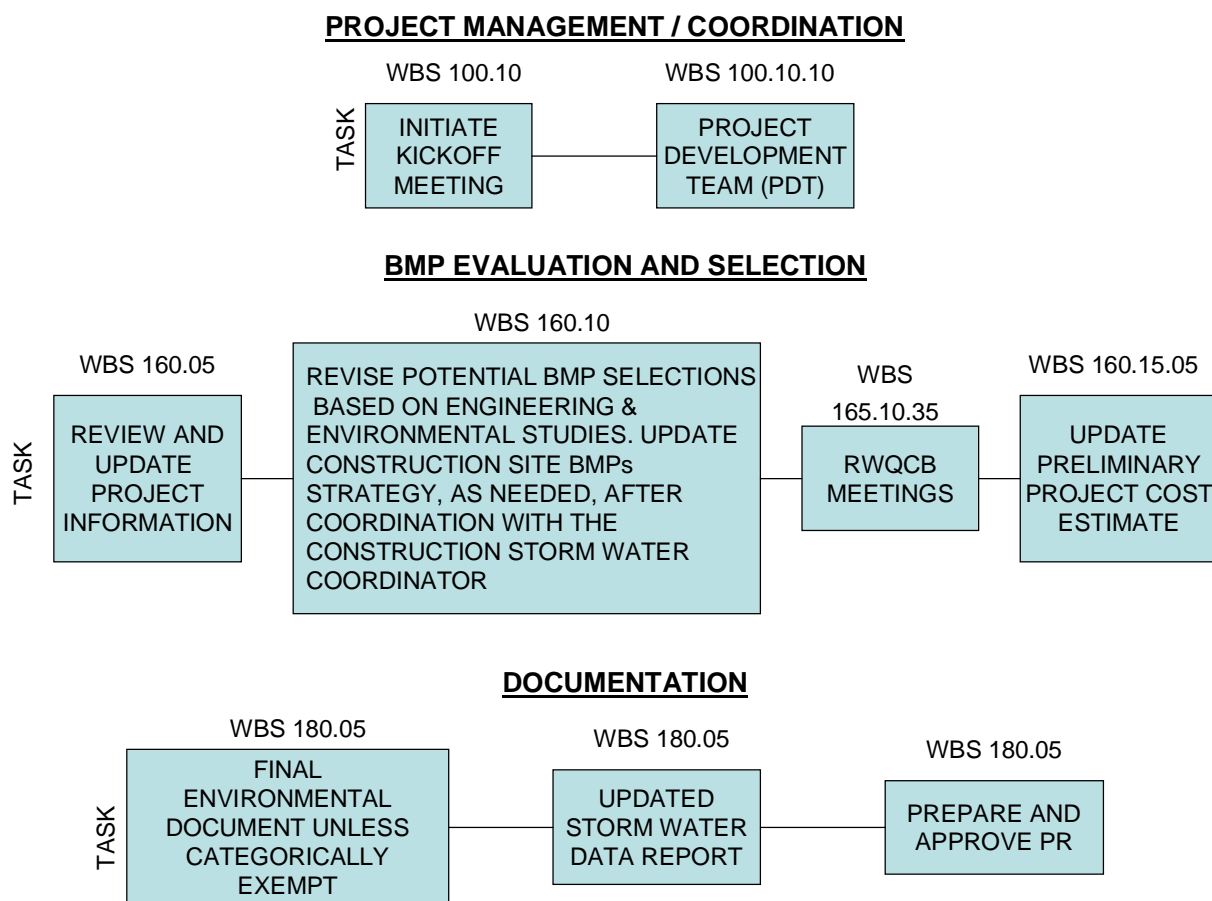 PROJECT MANAGEMENT / COORDINATION
WBS 100.10
WBS 100.10.10
TASK
INITIATE
KICKOFF
MEETING
PROJECT
DEVELOPMENT
TEAM (PDT)
BMP EVALUATION AND SELECTION
WBS 160.05
WBS 160.10
WBS
165.10.35
WBS 160.15.05
TASK
REVIEW AND
UPDATE
PROJECT
INFORMATION
REVISE POTENTIAL BMP SELECTIONS
BASED ON ENGINEERING &
ENVIRONMENTAL STUDIES. UPDATE
CONSTRUCTION SITE BMPs
STRATEGY, AS NEEDED, AFTER
COORDINATION WITH THE
CONSTRUCTION STORM WATER
COORDINATOR
RWQCB
MEETINGS
UPDATE
PRELIMINARY
PROJECT COST
ESTIMATE
DOCUMENTATION
WBS 180.05
WBS 180.05
WBS 180.05
TASK
FINAL
ENVIRONMENTAL
DOCUMENT UNLESS
CATEGORICALLY
EXEMPT
UPDATED
STORM WATER
DATA REPORT
PREPARE AND
APPROVE PR